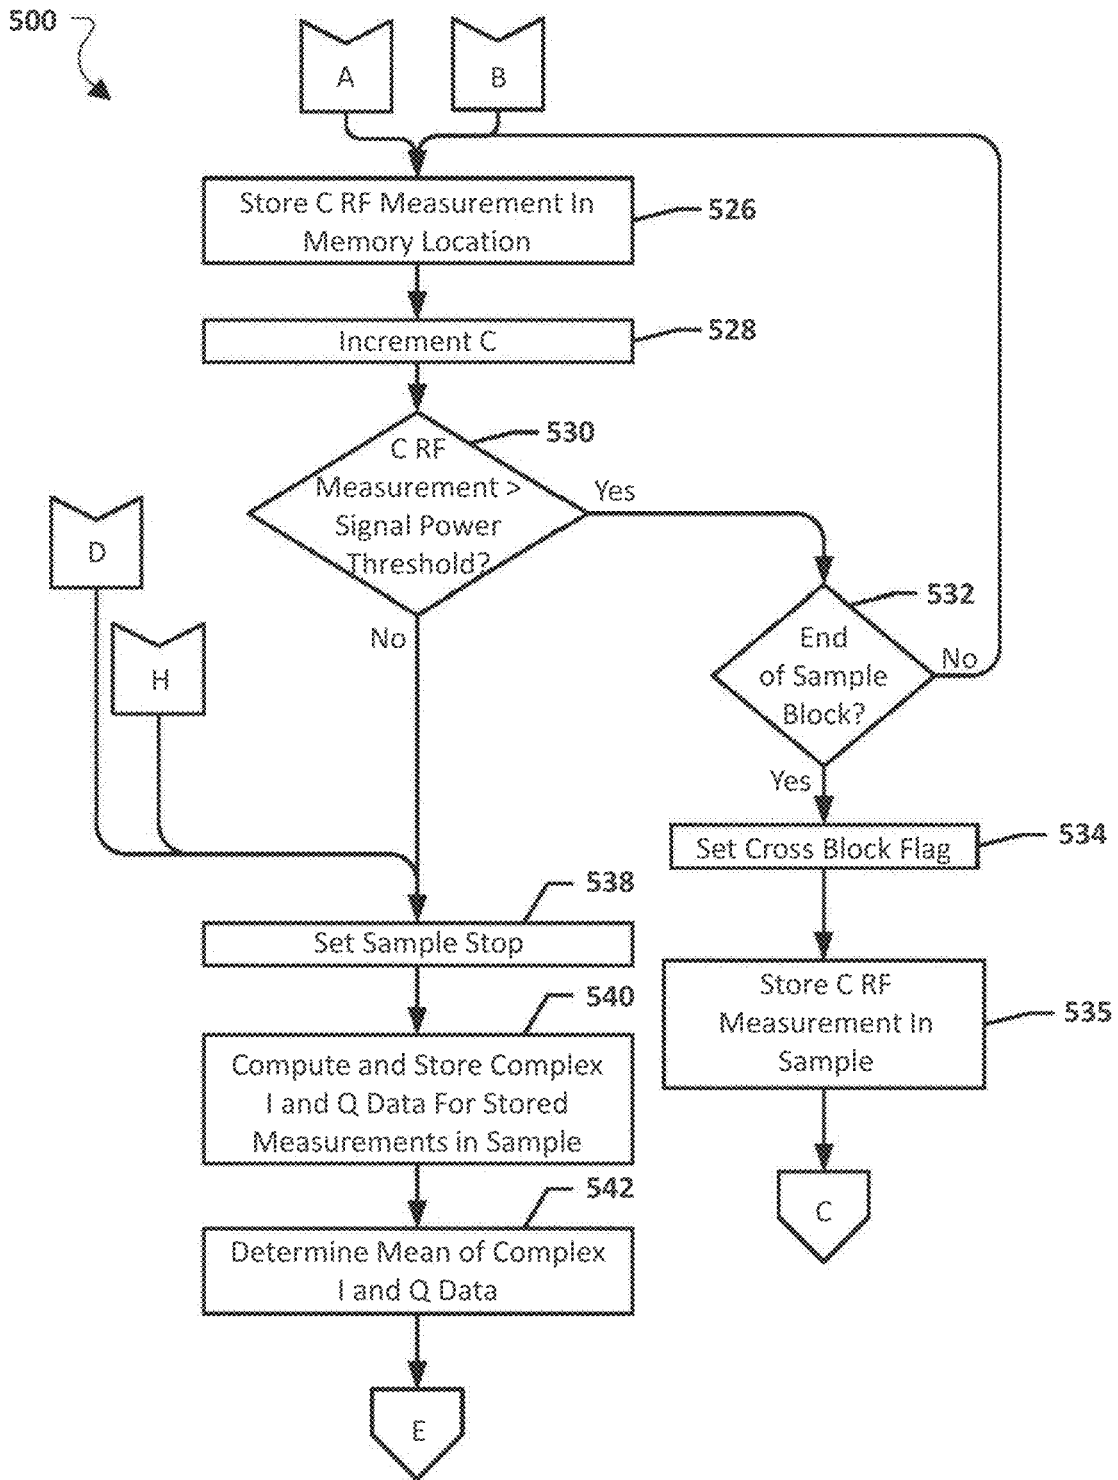 500
A
B
Store C RF Measurement In
Memory Location
526
Increment C
528
C RF
Measurement >
Signal Power
Threshold?
530
Yes
No
D
H
End
of Sample
Block?
532
No
Yes
Set Cross Block Flag
534
Store C RF
Measurement In
Sample
535
C
Set Sample Stop
538
Compute and Store Complex
I and Q Data For Stored
Measurements in Sample
540
Determine Mean of Complex
I and Q Data
542
E